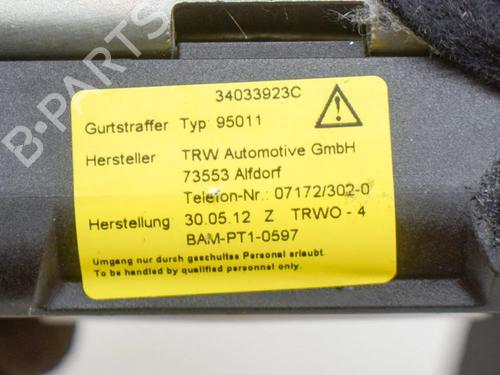 34033923C
Gurtstraffer Typ 95011
Hersteller TRW Automotive GmbH
73553 Alfdorf
Telefon-Nr.: 07172/302-0
Herstellung 30.05.12 Z TRWO - 4
BAM-PT1-0597
Umgang nur durch geschultes Personal erlaubt.
To be handled by qualified personnel only.
B-PARTS